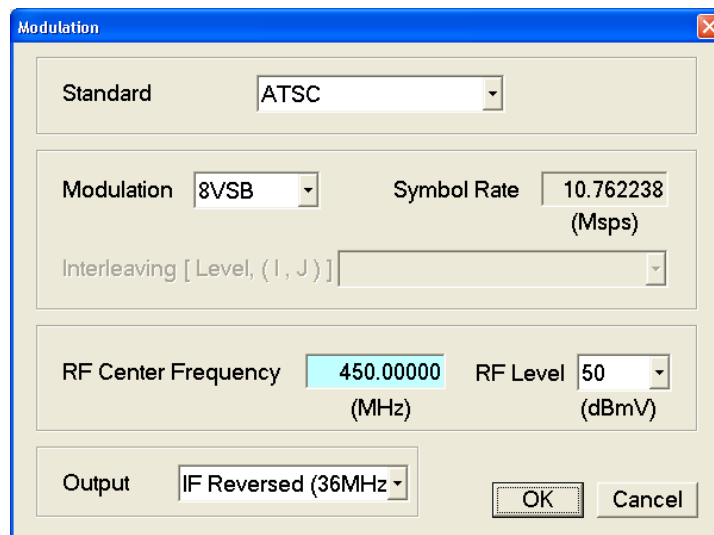 Modulation
Standard ATSC
Modulation 8VSB Symbol Rate 10.762238
(Msps)
Interleaving [ Level, ( I , J ) ]
RF Center Frequency 450.00000 RF Level 50
(MHz) (dBmV)
Output IF Reversed (36MHz
OK Cancel